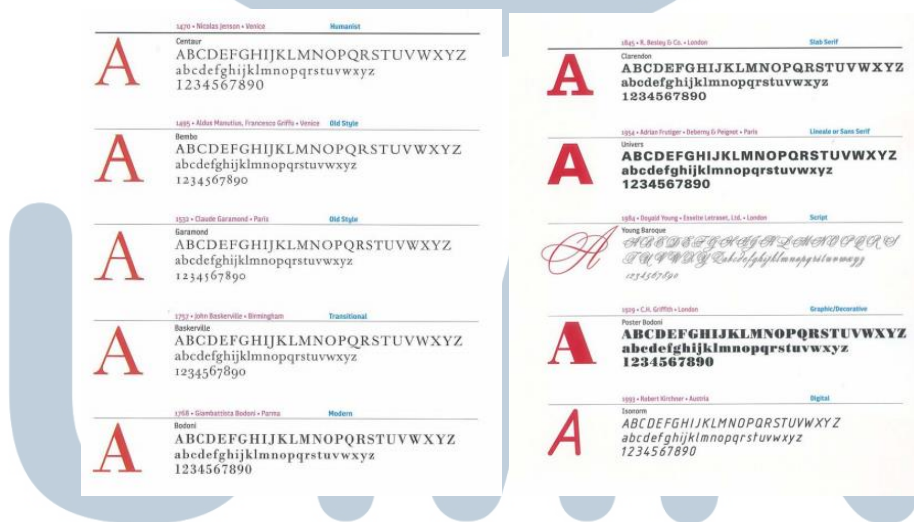 1470 • Nicolas Jenson • Venice Humanist
A
Centaur
ABCDEFGHIJKLMNOPQRSTUVWXYZ
abcdefghijklmnopqrstuvwxyz
1234567890
1495 • Aldus Manutius, Francesco Griffo • Venice Old Style
A
Bembo
ABCDEFGHIJKLMNOPQRSTUVWXYZ
abcdefghijklmnopqrstuvwxyz
1234567890
1532 • Claude Garamond • Paris Old Style
A
Garamond
ABCDEFGHIJKLMNOPQRSTUVWXYZ
abcdefghijklmnopqrstuvwxyz
1234567890
1757 • John Baskerville • Birmingham Transitional
A
Baskerville
ABCDEFGHIJKLMNOPQRSTUVWXYZ
abcdefghijklmnopqrstuvwxyz
1234567890
1768 • Giambattista Bodoni • Parma Modern
A
Bodoni
ABCDEFGHIJKLMNOPQRSTUVWXYZ
abcdefghijklmnopqrstuvwxyz
1234567890
1845 • R. Besley & Co. • London Slab Serif
A
Clarendon
ABCDEFGHIJKLMNOPQRSTUVWXYZ
abcdefghijklmnopqrstuvwxyz
1234567890
1954 • Adrian Frutiger • Deberny & Peignot • Paris Lineale or Sans Serif
A
Univers
ABCDEFGHIJKLMNOPQRSTUVWXYZ
abcdefghijklmnopqrstuvwxyz
1234567890
1984 • Doyald Young • Esselte Letraset, Ltd. • London Script
A
Young Baroque
ABCDEFGHIJKLMNOPQRS
TUVWXYZabcdefghijklmnopqrstuvwxyz
1234567890
1929 • C.H. Griffith • London Graphic/Decorative
A
Poster Bodoni
ABCDEFGHIJKLMNOPQRSTUVWXYZ
abcdefghijklmnopqrstuvwxyz
1234567890
1993 • Robert Kirchner • Austria Digital
A
Isonorm
ABCDEFGHIJKLMNOPQRSTUVWXYZ
abcdefghijklmnopqrstuvwxyz
1234567890